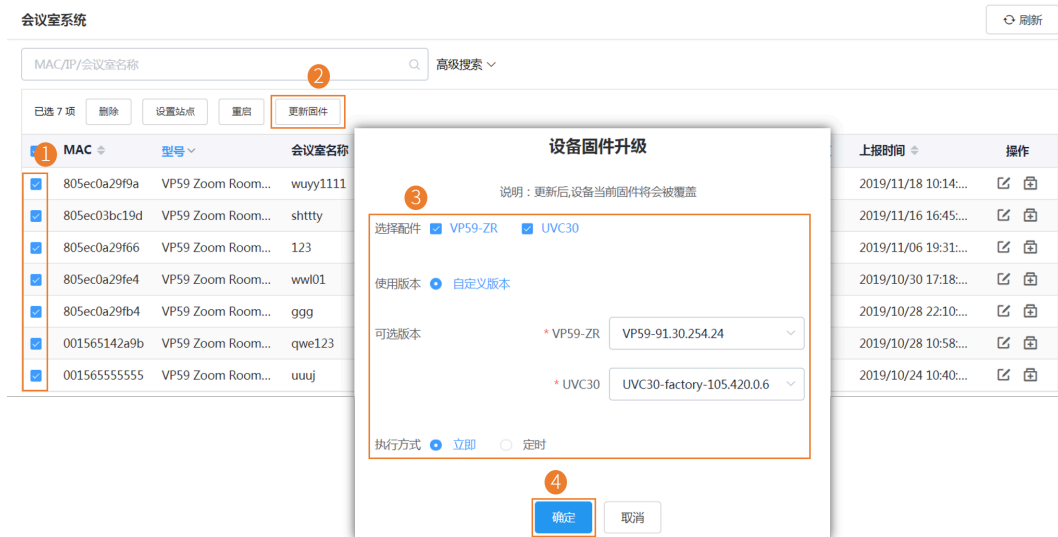 会议室系统
刷新
MAC/IP/会议室名称
高级搜索
2
已选 7 项 删除 设置站点 重启 更新固件
1
MAC 型号 会议室名称 上报时间 操作
805ec0a29f9a VP59 Zoom Room... wuyy1111 2019/11/18 10:14:...
805ec03bc19d VP59 Zoom Room... shttty 2019/11/16 16:45:...
805ec0a29f66 VP59 Zoom Room... 123 2019/11/06 19:31:...
805ec0a29fe4 VP59 Zoom Room... wwl01 2019/10/30 17:18:...
805ec0a29fb4 VP59 Zoom Room... ggg 2019/10/28 22:10:...
001565142a9b VP59 Zoom Room... qwe123 2019/10/28 10:58:...
001565555555 VP59 Zoom Room... uuuj 2019/10/24 10:40:...
设备固件升级
说明：更新后,设备当前固件将会被覆盖
3
选择配件 VP59-ZR UVC30
使用版本 自定义版本
可选版本 * VP59-ZR VP59-91.30.254.24
* UVC30 UVC30-factory-105.420.0.6
执行方式 立即 定时
4
确定 取消